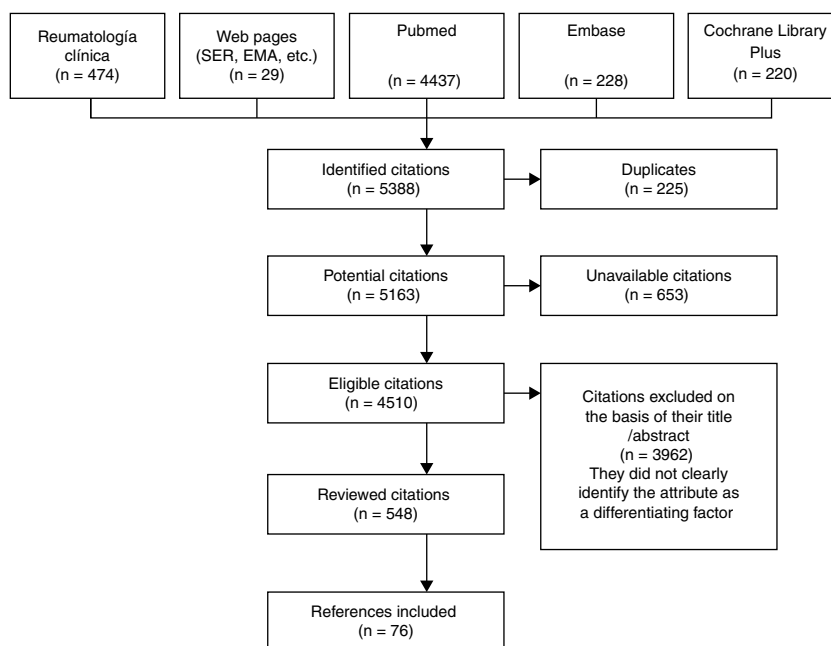 Reumatología
clínica
(n = 474)
Web pages
(SER, EMA, etc.)
(n = 29)
Pubmed
(n = 4437)
Embase
(n = 228)
Cochrane Library
Plus
(n = 220)
Identified citations
(n = 5388)
Duplicates
(n = 225)
Potential citations
(n = 5163)
Unavailable citations
(n = 653)
Eligible citations
(n = 4510)
Citations excluded on
the basis of their title
/abstract
(n = 3962)
They did not clearly
identify the attribute as
a differentiating factor
Reviewed citations
(n = 548)
References included
(n = 76)